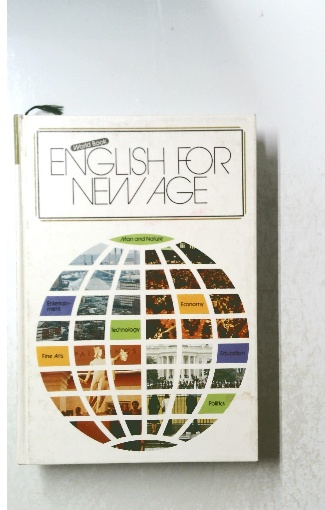 World Book
ENGLISH FOR
NEW AGE
Man and Nature
Entertain-
ment
Economy
Technology
Fine Arts
Education
Politics